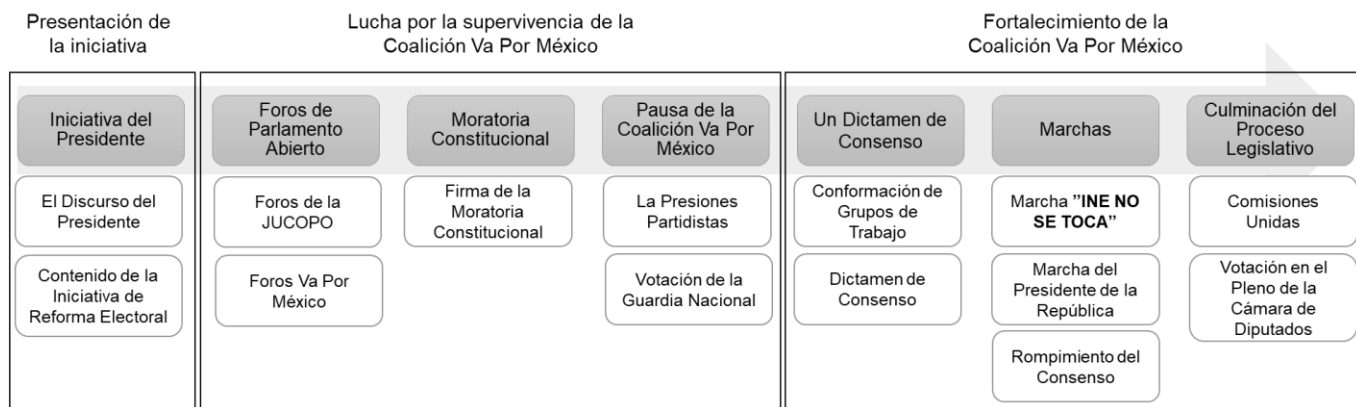 Presentación de
la iniciativa
Lucha por la supervivencia de la
Coalición Va Por México
Fortalecimiento de la
Coalición Va Por México
Iniciativa del
Presidente
Foros de
Parlamento
Abierto
Moratoria
Constitucional
Pausa de la
Coalición Va Por
México
Un Dictamen de
Consenso
Marchas
Culminación del
Proceso
Legislativo
El Discurso del
Presidente
Foros de la
JUCOPO
Firma de la
Moratoria
Constitucional
La Presiones
Partidistas
Conformación de
Grupos de
Trabajo
Marcha ”INE NO
SE TOCA”
Comisiones
Unidas
Contenido de la
Iniciativa de
Reforma Electoral
Foros Va Por
México
Votación de la
Guardia Nacional
Dictamen de
Consenso
Marcha del
Presidente de la
República
Votación en el
Pleno de la
Cámara de
Diputados
Rompimiento del
Consenso